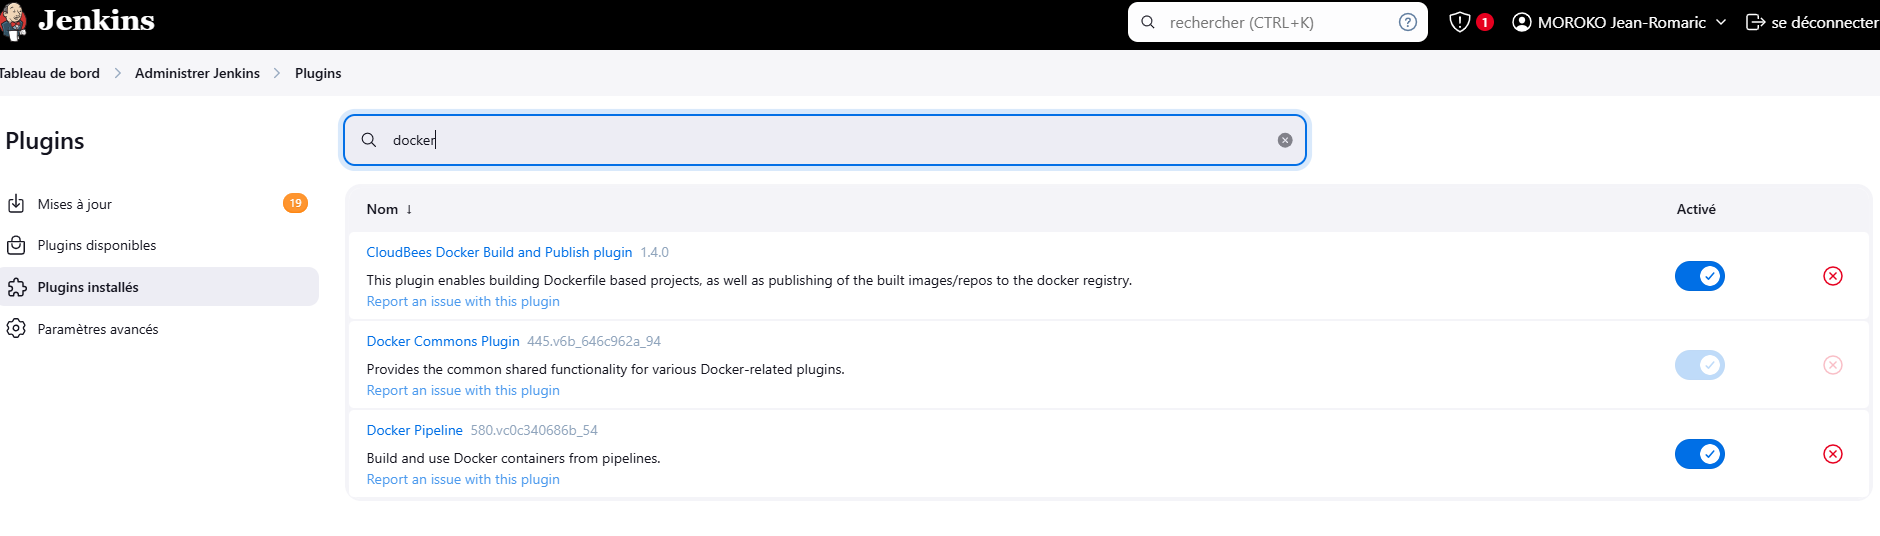 Jenkins
rechercher (CTRL+K)
1
MOROKO Jean-Romaric
se déconnecter
Tableau de bord
Administrer Jenkins
Plugins
Plugins
docker
Mises à jour
19
Plugins disponibles
Plugins installés
Paramètres avancés
Nom ↓
Activé
CloudBees Docker Build and Publish plugin 1.4.0
This plugin enables building Dockerfile based projects, as well as publishing of the built images/repos to the docker registry.
Report an issue with this plugin
Docker Commons Plugin 445.v6b_646c962a_94
Provides the common shared functionality for various Docker-related plugins.
Report an issue with this plugin
Docker Pipeline 580.vc0c340686b_54
Build and use Docker containers from pipelines.
Report an issue with this plugin